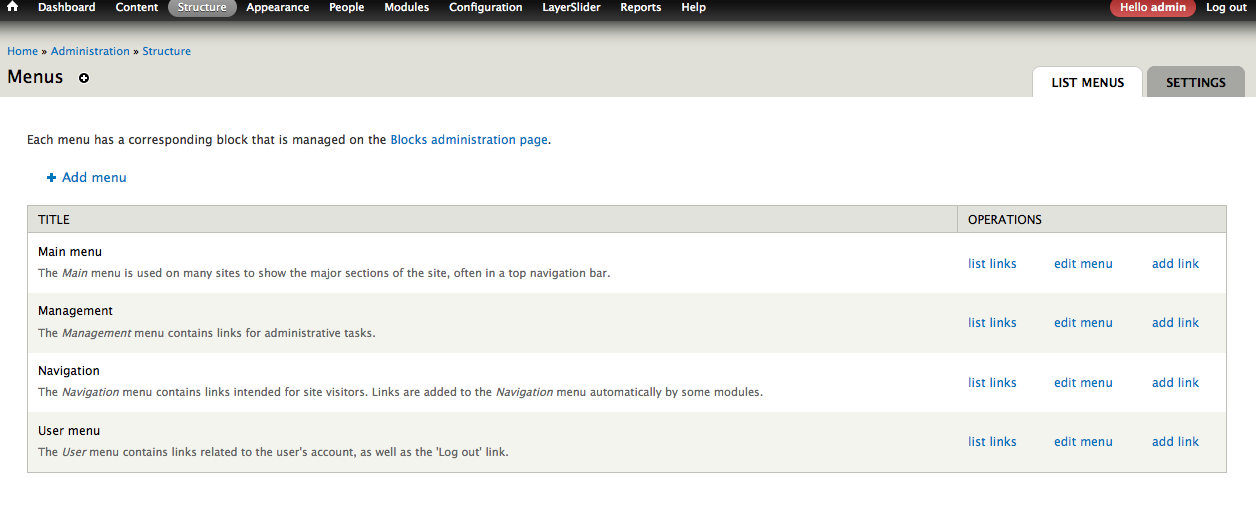 Dashboard Content Structure Appearance People Modules Configuration LayerSlider Reports Help Hello admin Log out
Home » Administration » Structure
Menus
LIST MENUS SETTINGS
Each menu has a corresponding block that is managed on the Blocks administration page.
Add menu
TITLE OPERATIONS
Main menu
The Main menu is used on many sites to show the major sections of the site, often in a top navigation bar.
list links edit menu add link
Management
The Management menu contains links for administrative tasks.
list links edit menu add link
Navigation
The Navigation menu contains links intended for site visitors. Links are added to the Navigation menu automatically by some modules.
list links edit menu add link
User menu
The User menu contains links related to the user's account, as well as the 'Log out' link.
list links edit menu add link